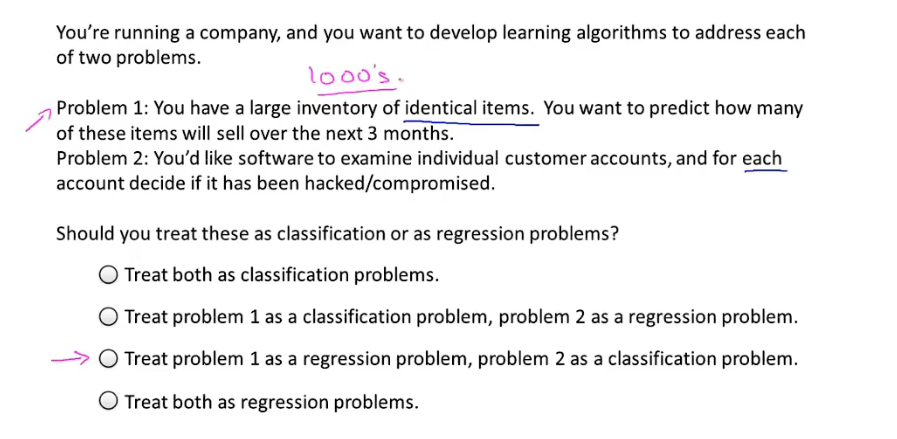 You're running a company, and you want to develop learning algorithms to address each
of two problems.
1000's.
Problem 1: You have a large inventory of identical items. You want to predict how many
of these items will sell over the next 3 months.
Problem 2: You'd like software to examine individual customer accounts, and for each
account decide if it has been hacked/compromised.
Should you treat these as classification or as regression problems?
Treat both as classification problems.
Treat problem 1 as a classification problem, problem 2 as a regression problem.
Treat problem 1 as a regression problem, problem 2 as a classification problem.
Treat both as regression problems.